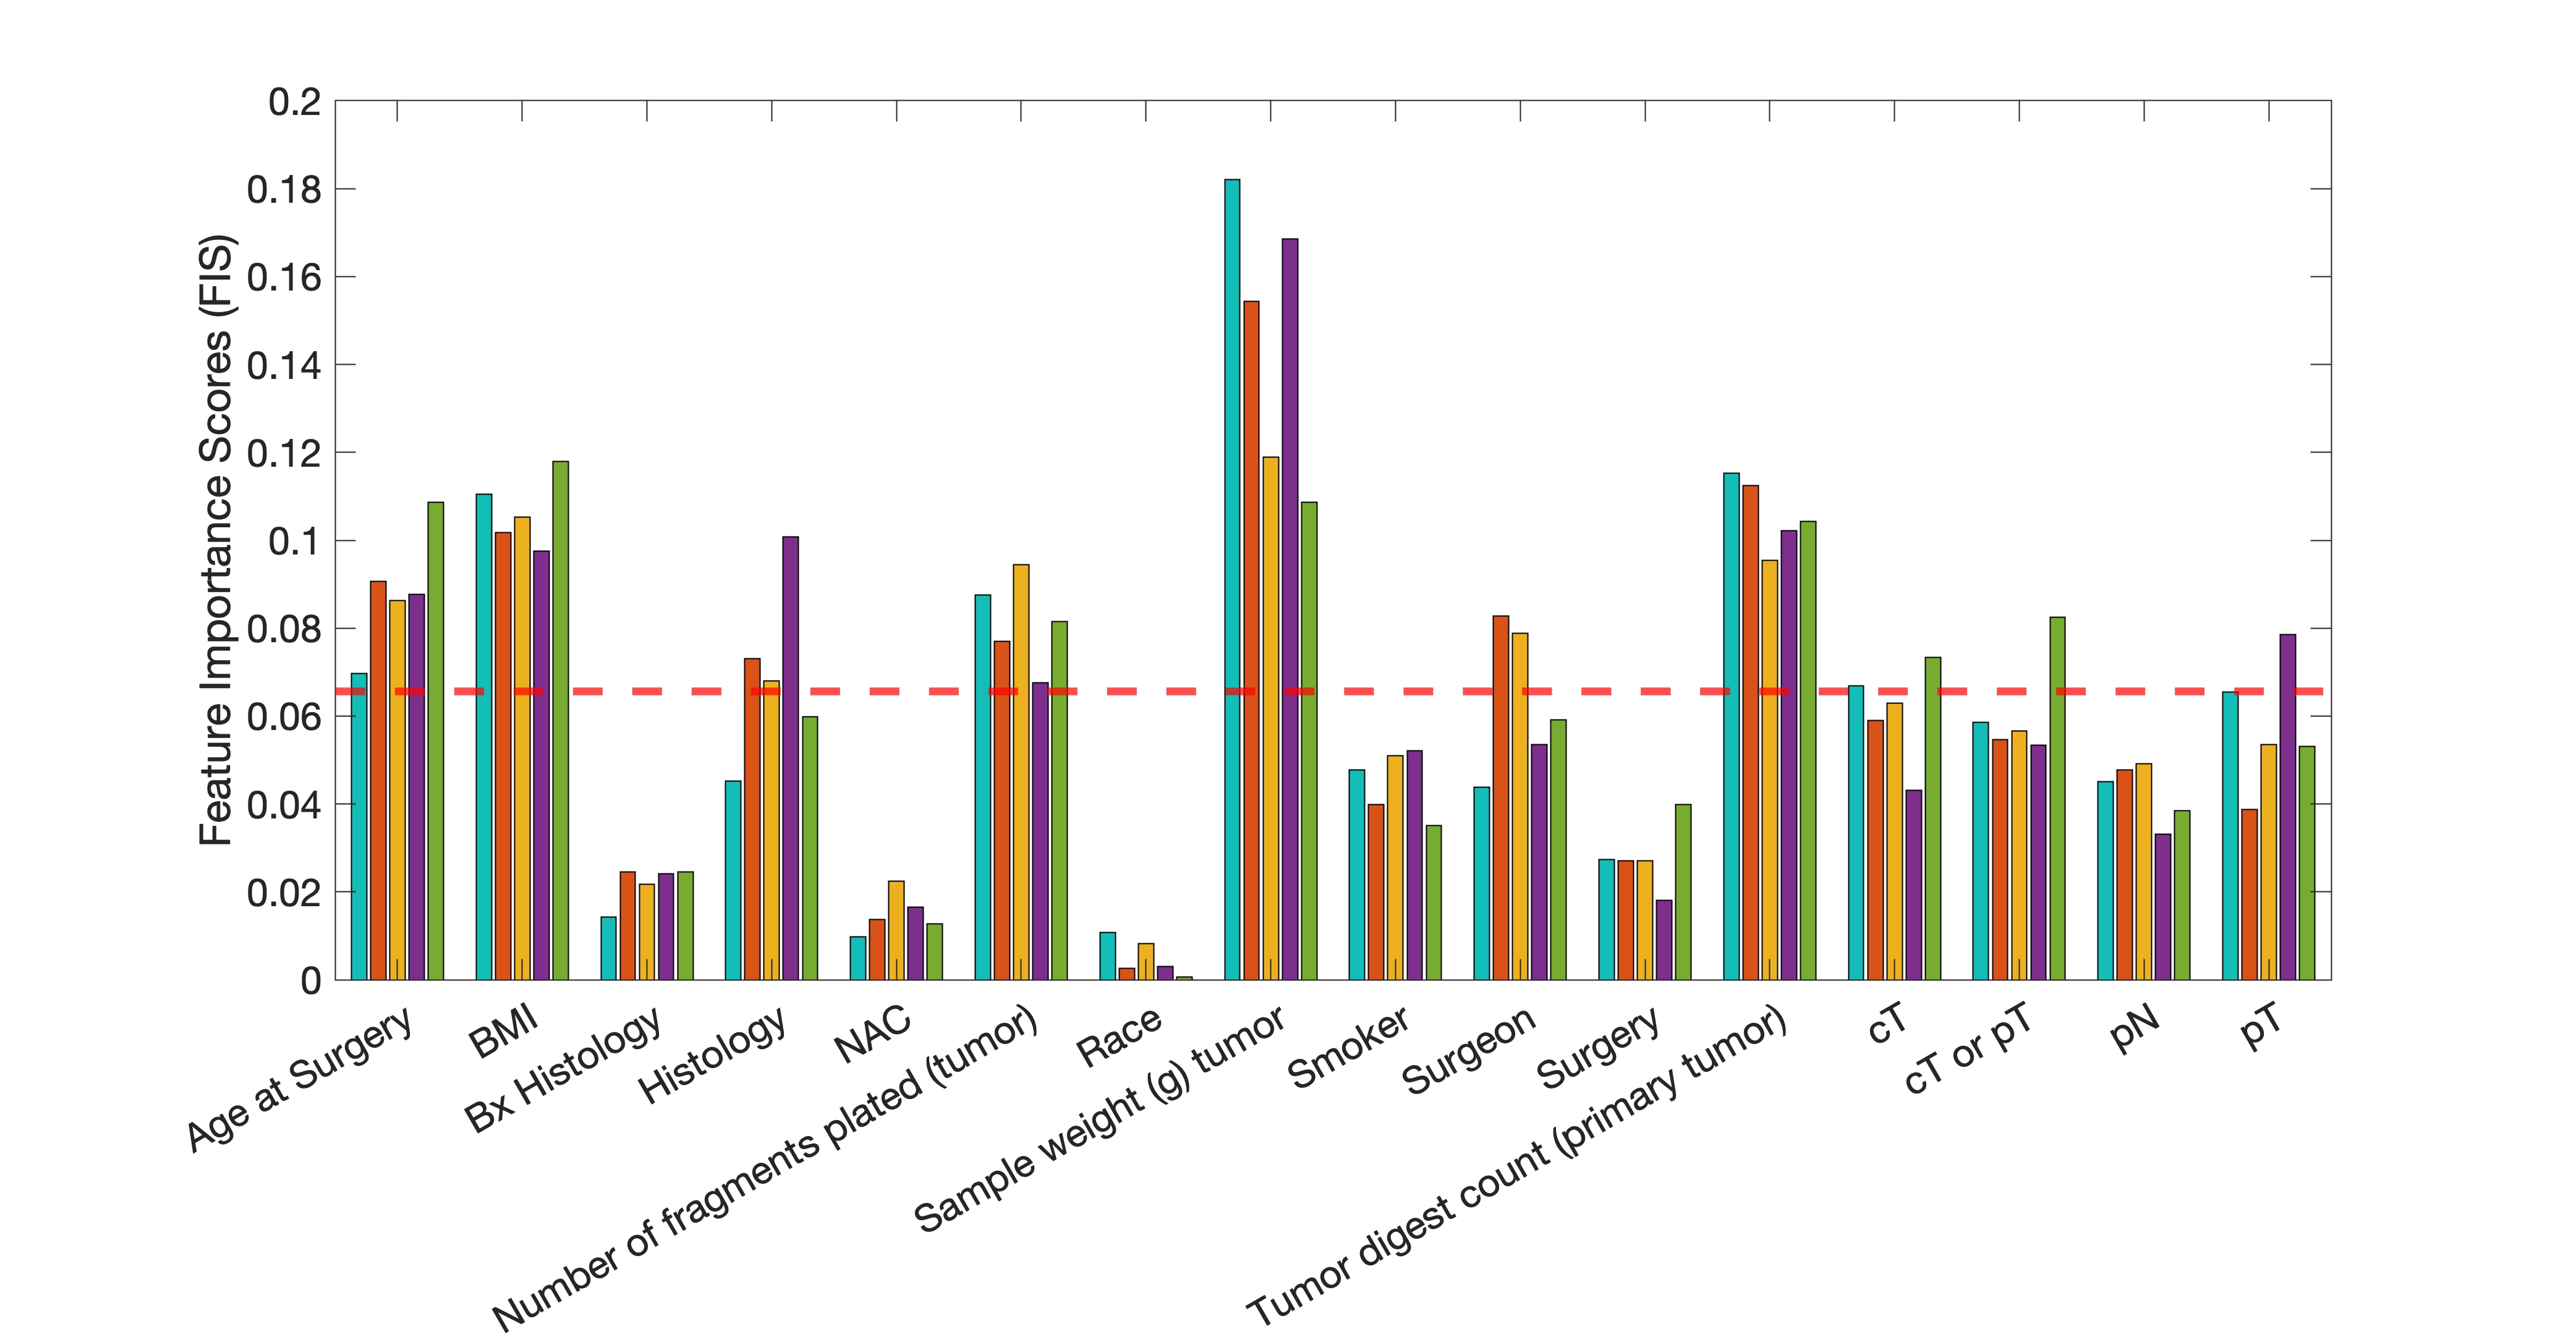 0.2
0.18
0.16
0.14
0.12
0.1
0.08
0.06
0.04
0.02
0
Feature Importance Scores (FIS)
Age at Surgery
BMI
Bx Histology
Histology
NAC
Number of fragments plated (tumor)
Race
Sample weight (g) tumor
Smoker
Surgeon
Surgery
Tumor digest count (primary tumor)
cT
cT or pT
pN
pT